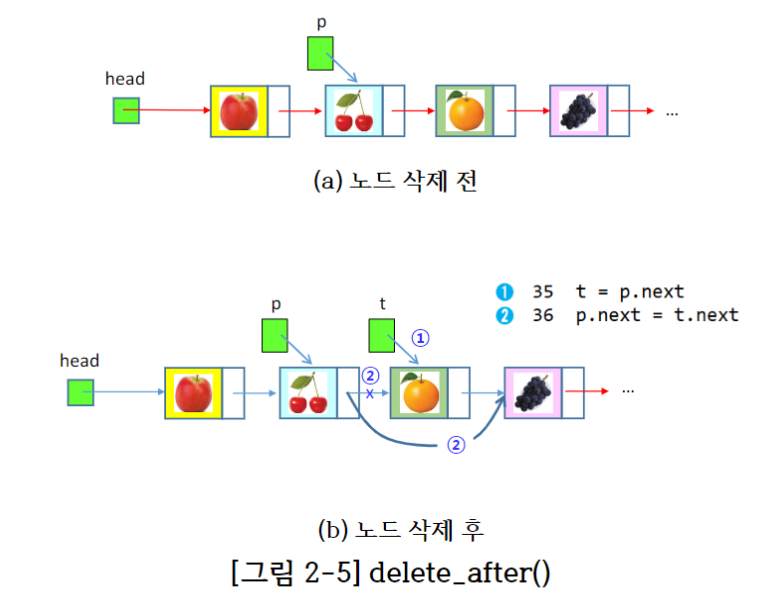 p
head
...
(a) 노드 삭제 전
❶ 35 t = p.next
❷ 36 p.next = t.next
p t
①
head
②
x
...
②
(b) 노드 삭제 후
[그림 2-5] delete_after()